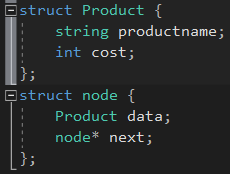 struct Product {
string productname;
int cost;
};
struct node {
Product data;
node* next;
};